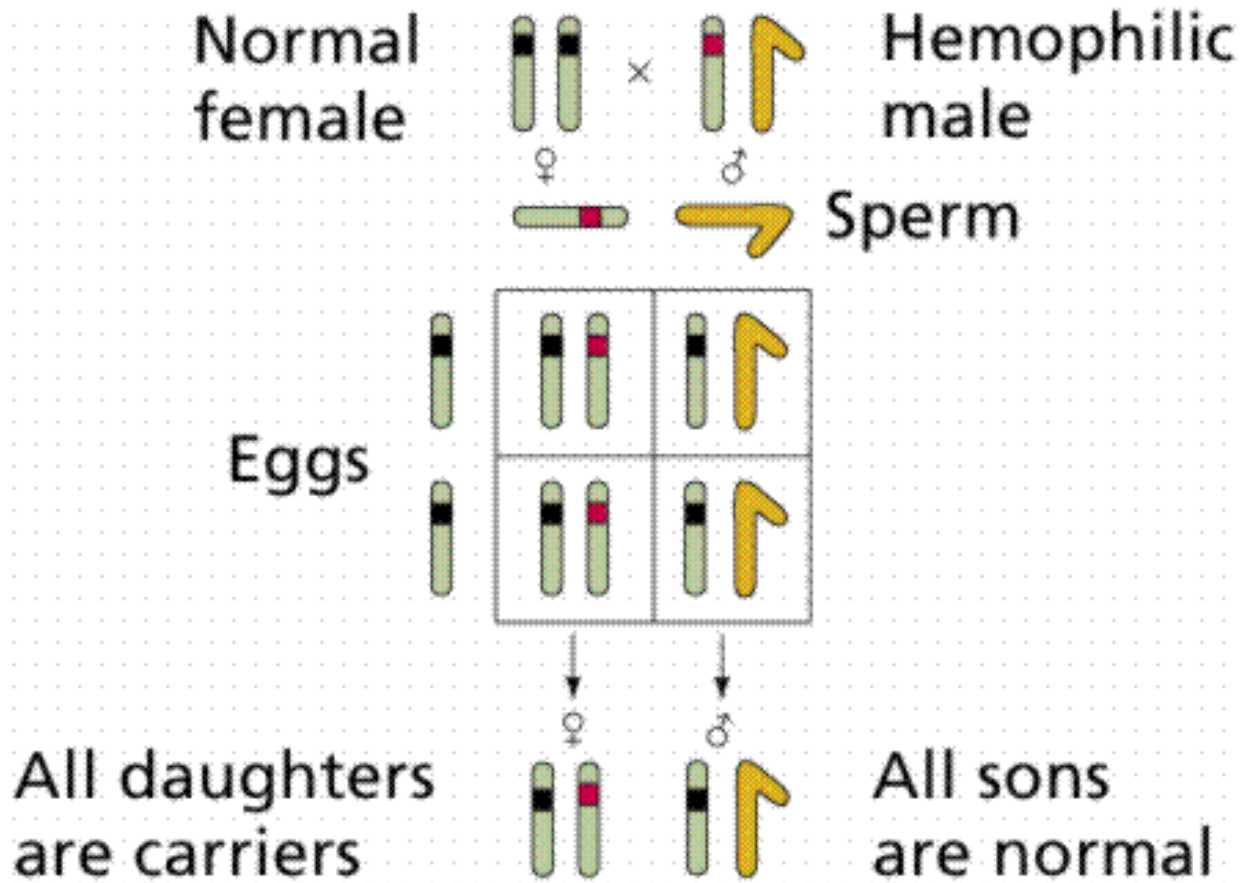 Normal
female
×
Hemophilic
male
♀
♂
Sperm
Eggs
♀
♂
All daughters
are carriers
All sons
are normal